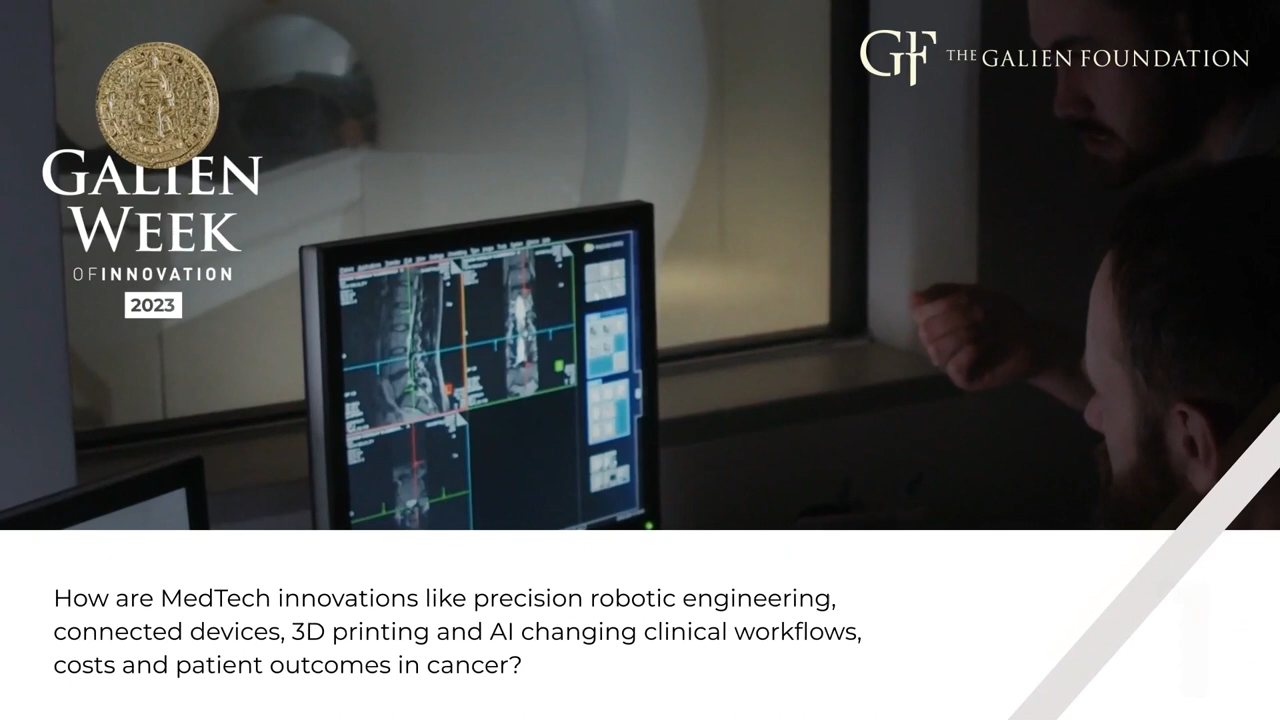 GALIEN
WEEK
OF INNOVATION
2023
GF THE GALIEN FOUNDATION
How are MedTech innovations like precision robotic engineering,
connected devices, 3D printing and AI changing clinical workflows,
costs and patient outcomes in cancer?